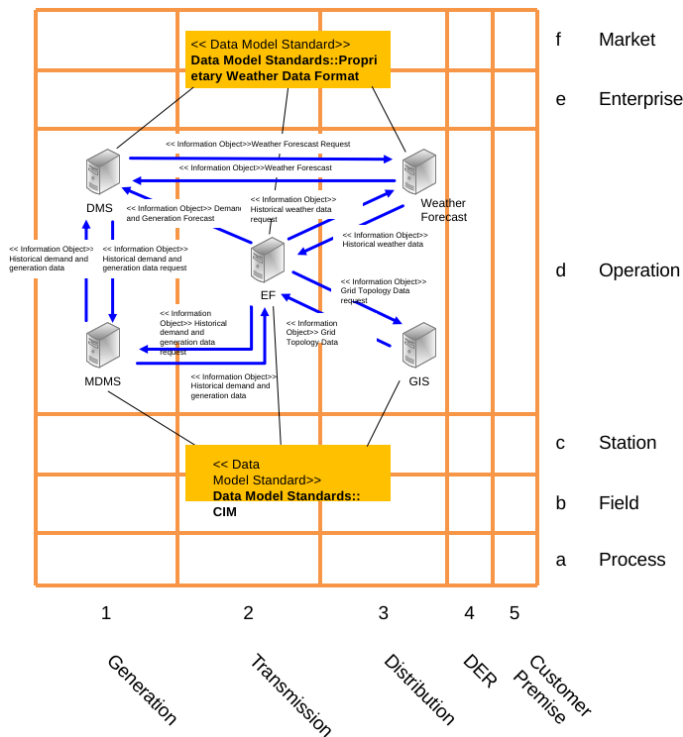 << Data Model Standard>>
Data Model Standards::Propri
etary Weather Data Format
f Market
e Enterprise
<< Information Object>>Weather Forecast Request
<< Information Object>>Weather Forecast
DMS
Weather
Forecast
<< Information Object>> Deman
and Generation Forecast
<< Information Object>>
Historical weather data
request
<< Information Object>>
Historical weather data
<< Information Object>>
Historical demand and
generation data
<< Information Object>>
Historical demand and
generation data request
d Operation
EF
<< Information Object>>
Grid Topology Data
request
<< Information
Object>> Historical
demand and
generation data
request
<< Information
Object>> Grid
Topology Data
MDMS
<< Information Object>>
Historical demand and
generation data
GIS
c Station
<< Data
Model Standard>>
Data Model Standards::
CIM
b Field
a Process
1 2 3 4 5
Generation
Transmission
Distribution
DER
Customer
Premise